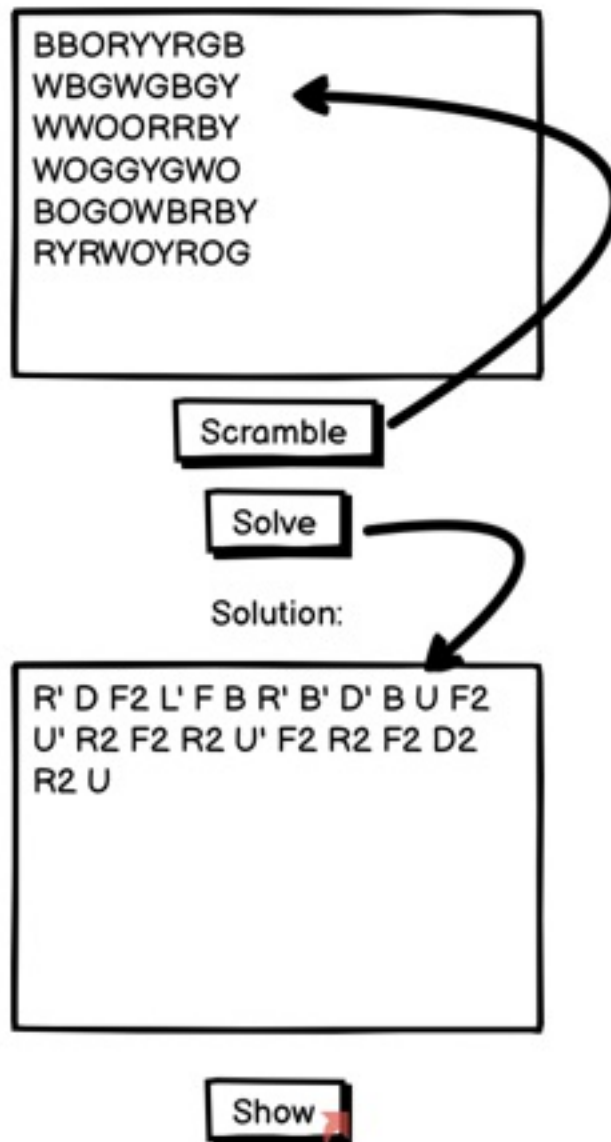 BBORYYRGB
WBGWGBGY
WWOORRBY
WOGGYGWO
BOGOWBRBY
RYRWOYROG
Scramble
Solve
Solution:
R' D F2 L' F B R' B' D' B U F2
U' R2 F2 R2 U' F2 R2 F2 D2
R2 U
Show